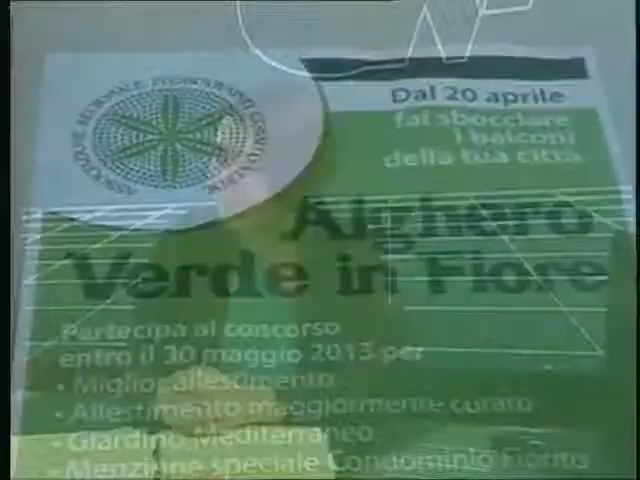 Dal 20 aprile
fai sbocciare
i balconi
della tua città
Alghero
Verde in Fiore
Partecipa al concorso
entro il 30 maggio 2013 per
• Miglior allestimento
• Allestimento maggiormente curato
• Giardino Mediterraneo
• Menzione speciale Condominio Fiorito